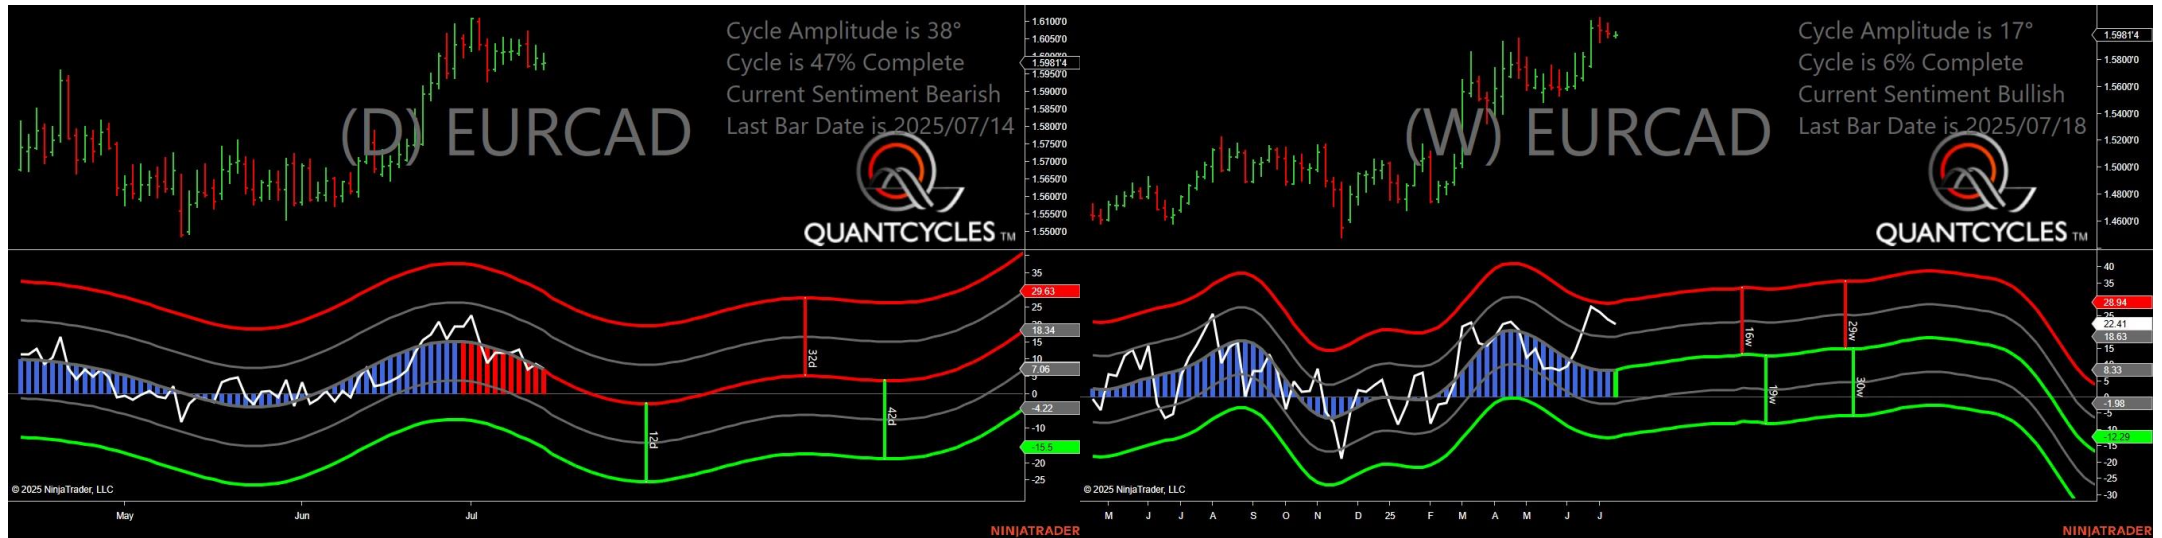 Cycle Amplitude is 38°
Cycle is 47% Complete
Current Sentiment Bearish
Last Bar Date is 2025/07/14
(D) EURCAD
QUANTCYCLES TM
1.6100'0
1.6050'0
1.5981'4
1.5950'0
1.5900'0
1.5850'0
1.5800'0
1.5750'0
1.5700'0
1.5650'0
1.5600'0
1.5550'0
1.5500'0
35
29.63
25
18.34
15
10
7.06
5
0
-4.22
-10
-15.5
-20
-25
12d
32d
42d
© 2025 NinjaTrader, LLC
May Jun Jul
NINJATRADER
Cycle Amplitude is 17°
Cycle is 6% Complete
Current Sentiment Bullish
Last Bar Date is 2025/07/18
(W) EURCAD
QUANTCYCLES TM
1.5981'4
1.5800'0
1.5600'0
1.5400'0
1.5200'0
1.5000'0
1.4800'0
1.4600'0
40
35
28.94
22.41
18.63
15
8.33
5
0
-1.98
-5
-10
-12.29
-15
-20
-25
-30
16w
19w
29w
30w
© 2025 NinjaTrader, LLC
M J J A S O N D 25 F M A M J J
NINJATRADER